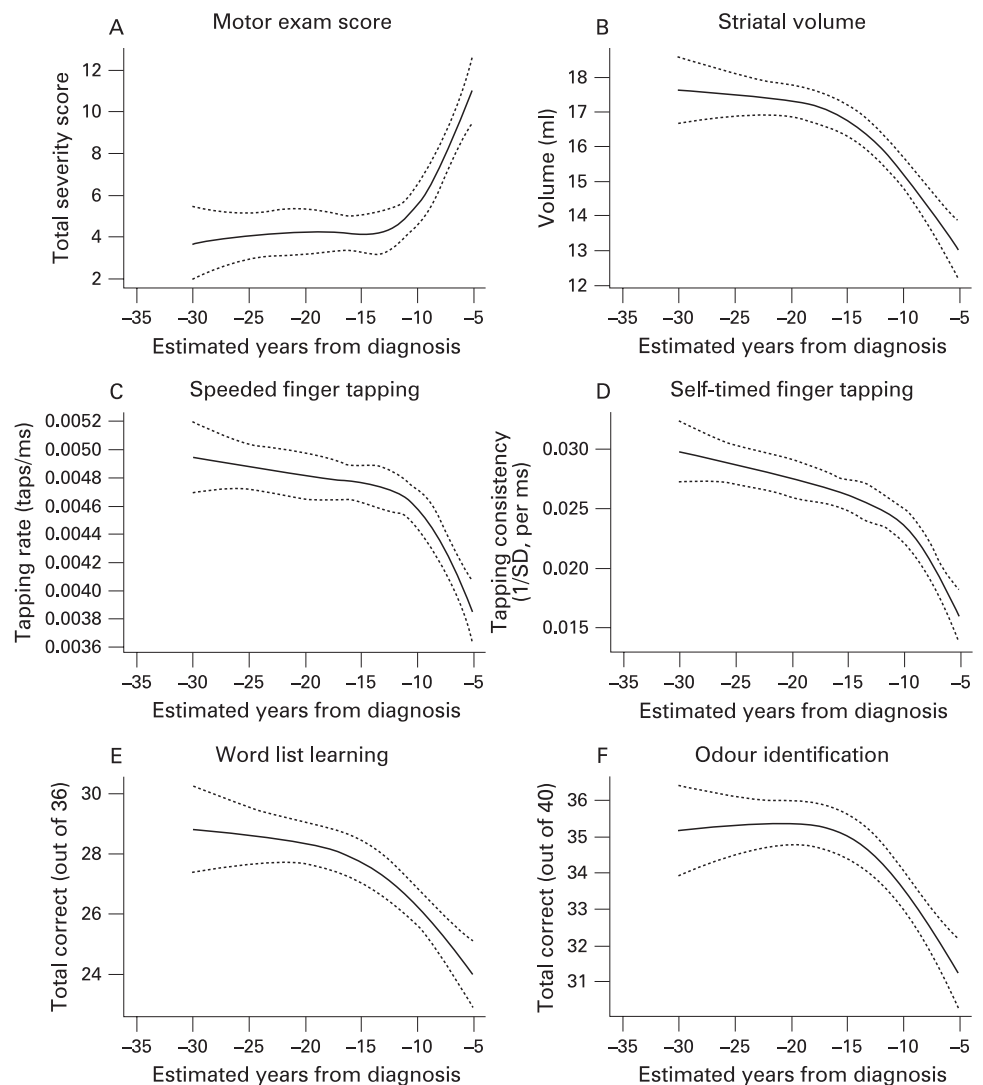 A Motor exam score
Total severity score
12
10
8
6
4
2
–35 –30 –25 –20 –15 –10 –5
Estimated years from diagnosis
B Striatal volume
Volume (ml)
18
17
16
15
14
13
12
–35 –30 –25 –20 –15 –10 –5
Estimated years from diagnosis
C Speeded finger tapping
Tapping rate (taps/ms)
0.0052
0.0050
0.0048
0.0046
0.0044
0.0042
0.0040
0.0038
0.0036
–35 –30 –25 –20 –15 –10 –5
Estimated years from diagnosis
D Self-timed finger tapping
Tapping consistency
(1/SD, per ms)
0.030
0.025
0.020
0.015
–35 –30 –25 –20 –15 –10 –5
Estimated years from diagnosis
E Word list learning
Total correct (out of 36)
30
28
26
24
–35 –30 –25 –20 –15 –10 –5
Estimated years from diagnosis
F Odour identification
Total correct (out of 40)
36
35
34
33
32
31
–35 –30 –25 –20 –15 –10 –5
Estimated years from diagnosis